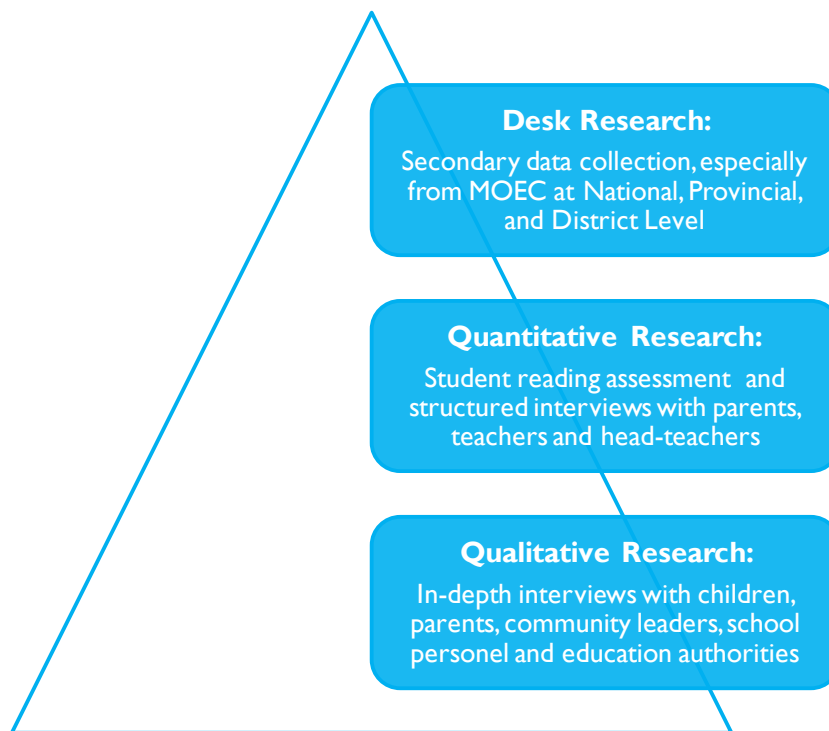 Desk Research:
Secondary data collection, especially
from MOEC at National, Provincial,
and District Level
Quantitative Research:
Student reading assessment and
structured interviews with parents,
teachers and head-teachers
Qualitative Research:
In-depth interviews with children,
parents, community leaders, school
personel and education authorities